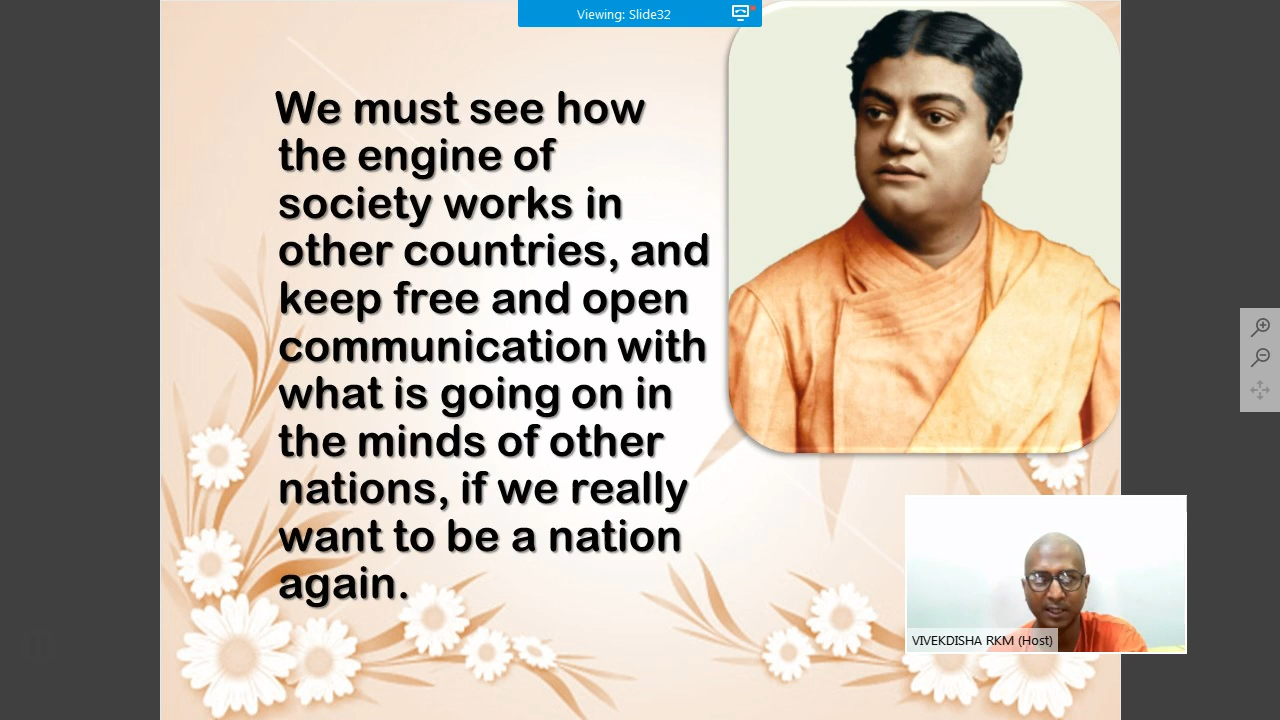 Viewing: Slide32
We must see how
the engine of
society works in
other countries, and
keep free and open
communication with
what is going on in
the minds of other
nations, if we really
want to be a nation
again.
VIVEKDISHA RKM (Host)